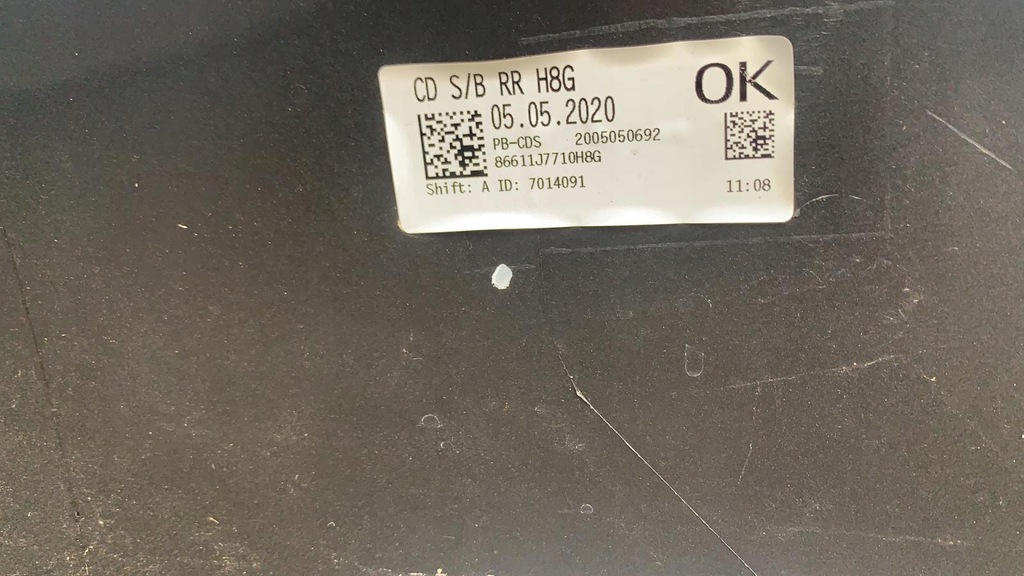 CD S/B RR H8G
OK
05.05.2020
PB-CDS 2005050692
86611J7710H8G
Shift: A ID: 7014091
11:08